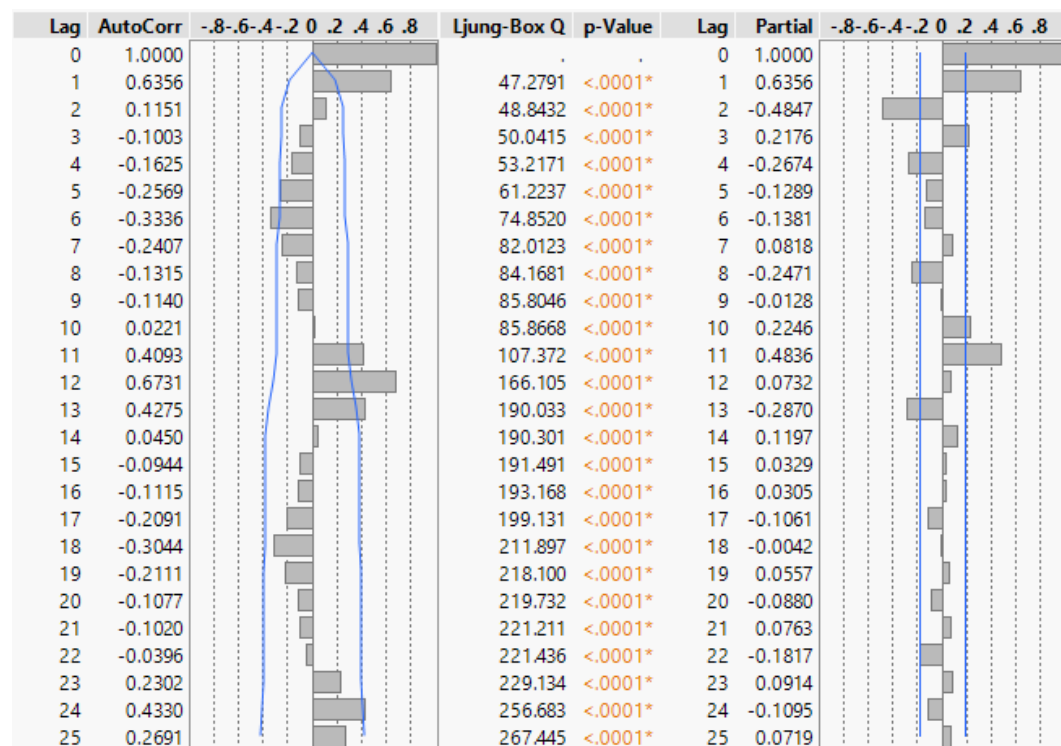 Lag AutoCorr -.8-.6-.4-.2 0 .2 .4 .6 .8 Ljung-Box Q p-Value Lag Partial -.8-.6-.4-.2 0 .2 .4 .6 .8
0 1.0000 . . 0 1.0000
1 0.6356 47.2791 <.0001* 1 0.6356
2 0.1151 48.8432 <.0001* 2 -0.4847
3 -0.1003 50.0415 <.0001* 3 0.2176
4 -0.1625 53.2171 <.0001* 4 -0.2674
5 -0.2569 61.2237 <.0001* 5 -0.1289
6 -0.3336 74.8520 <.0001* 6 -0.1381
7 -0.2407 82.0123 <.0001* 7 0.0818
8 -0.1315 84.1681 <.0001* 8 -0.2471
9 -0.1140 85.8046 <.0001* 9 -0.0128
10 0.0221 85.8668 <.0001* 10 0.2246
11 0.4093 107.372 <.0001* 11 0.4836
12 0.6731 166.105 <.0001* 12 0.0732
13 0.4275 190.033 <.0001* 13 -0.2870
14 0.0450 190.301 <.0001* 14 0.1197
15 -0.0944 191.491 <.0001* 15 0.0329
16 -0.1115 193.168 <.0001* 16 0.0305
17 -0.2091 199.131 <.0001* 17 -0.1061
18 -0.3044 211.897 <.0001* 18 -0.0042
19 -0.2111 218.100 <.0001* 19 0.0557
20 -0.1077 219.732 <.0001* 20 -0.0880
21 -0.1020 221.211 <.0001* 21 0.0763
22 -0.0396 221.436 <.0001* 22 -0.1817
23 0.2302 229.134 <.0001* 23 0.0914
24 0.4330 256.683 <.0001* 24 -0.1095
25 0.2691 267.445 <.0001* 25 0.0719